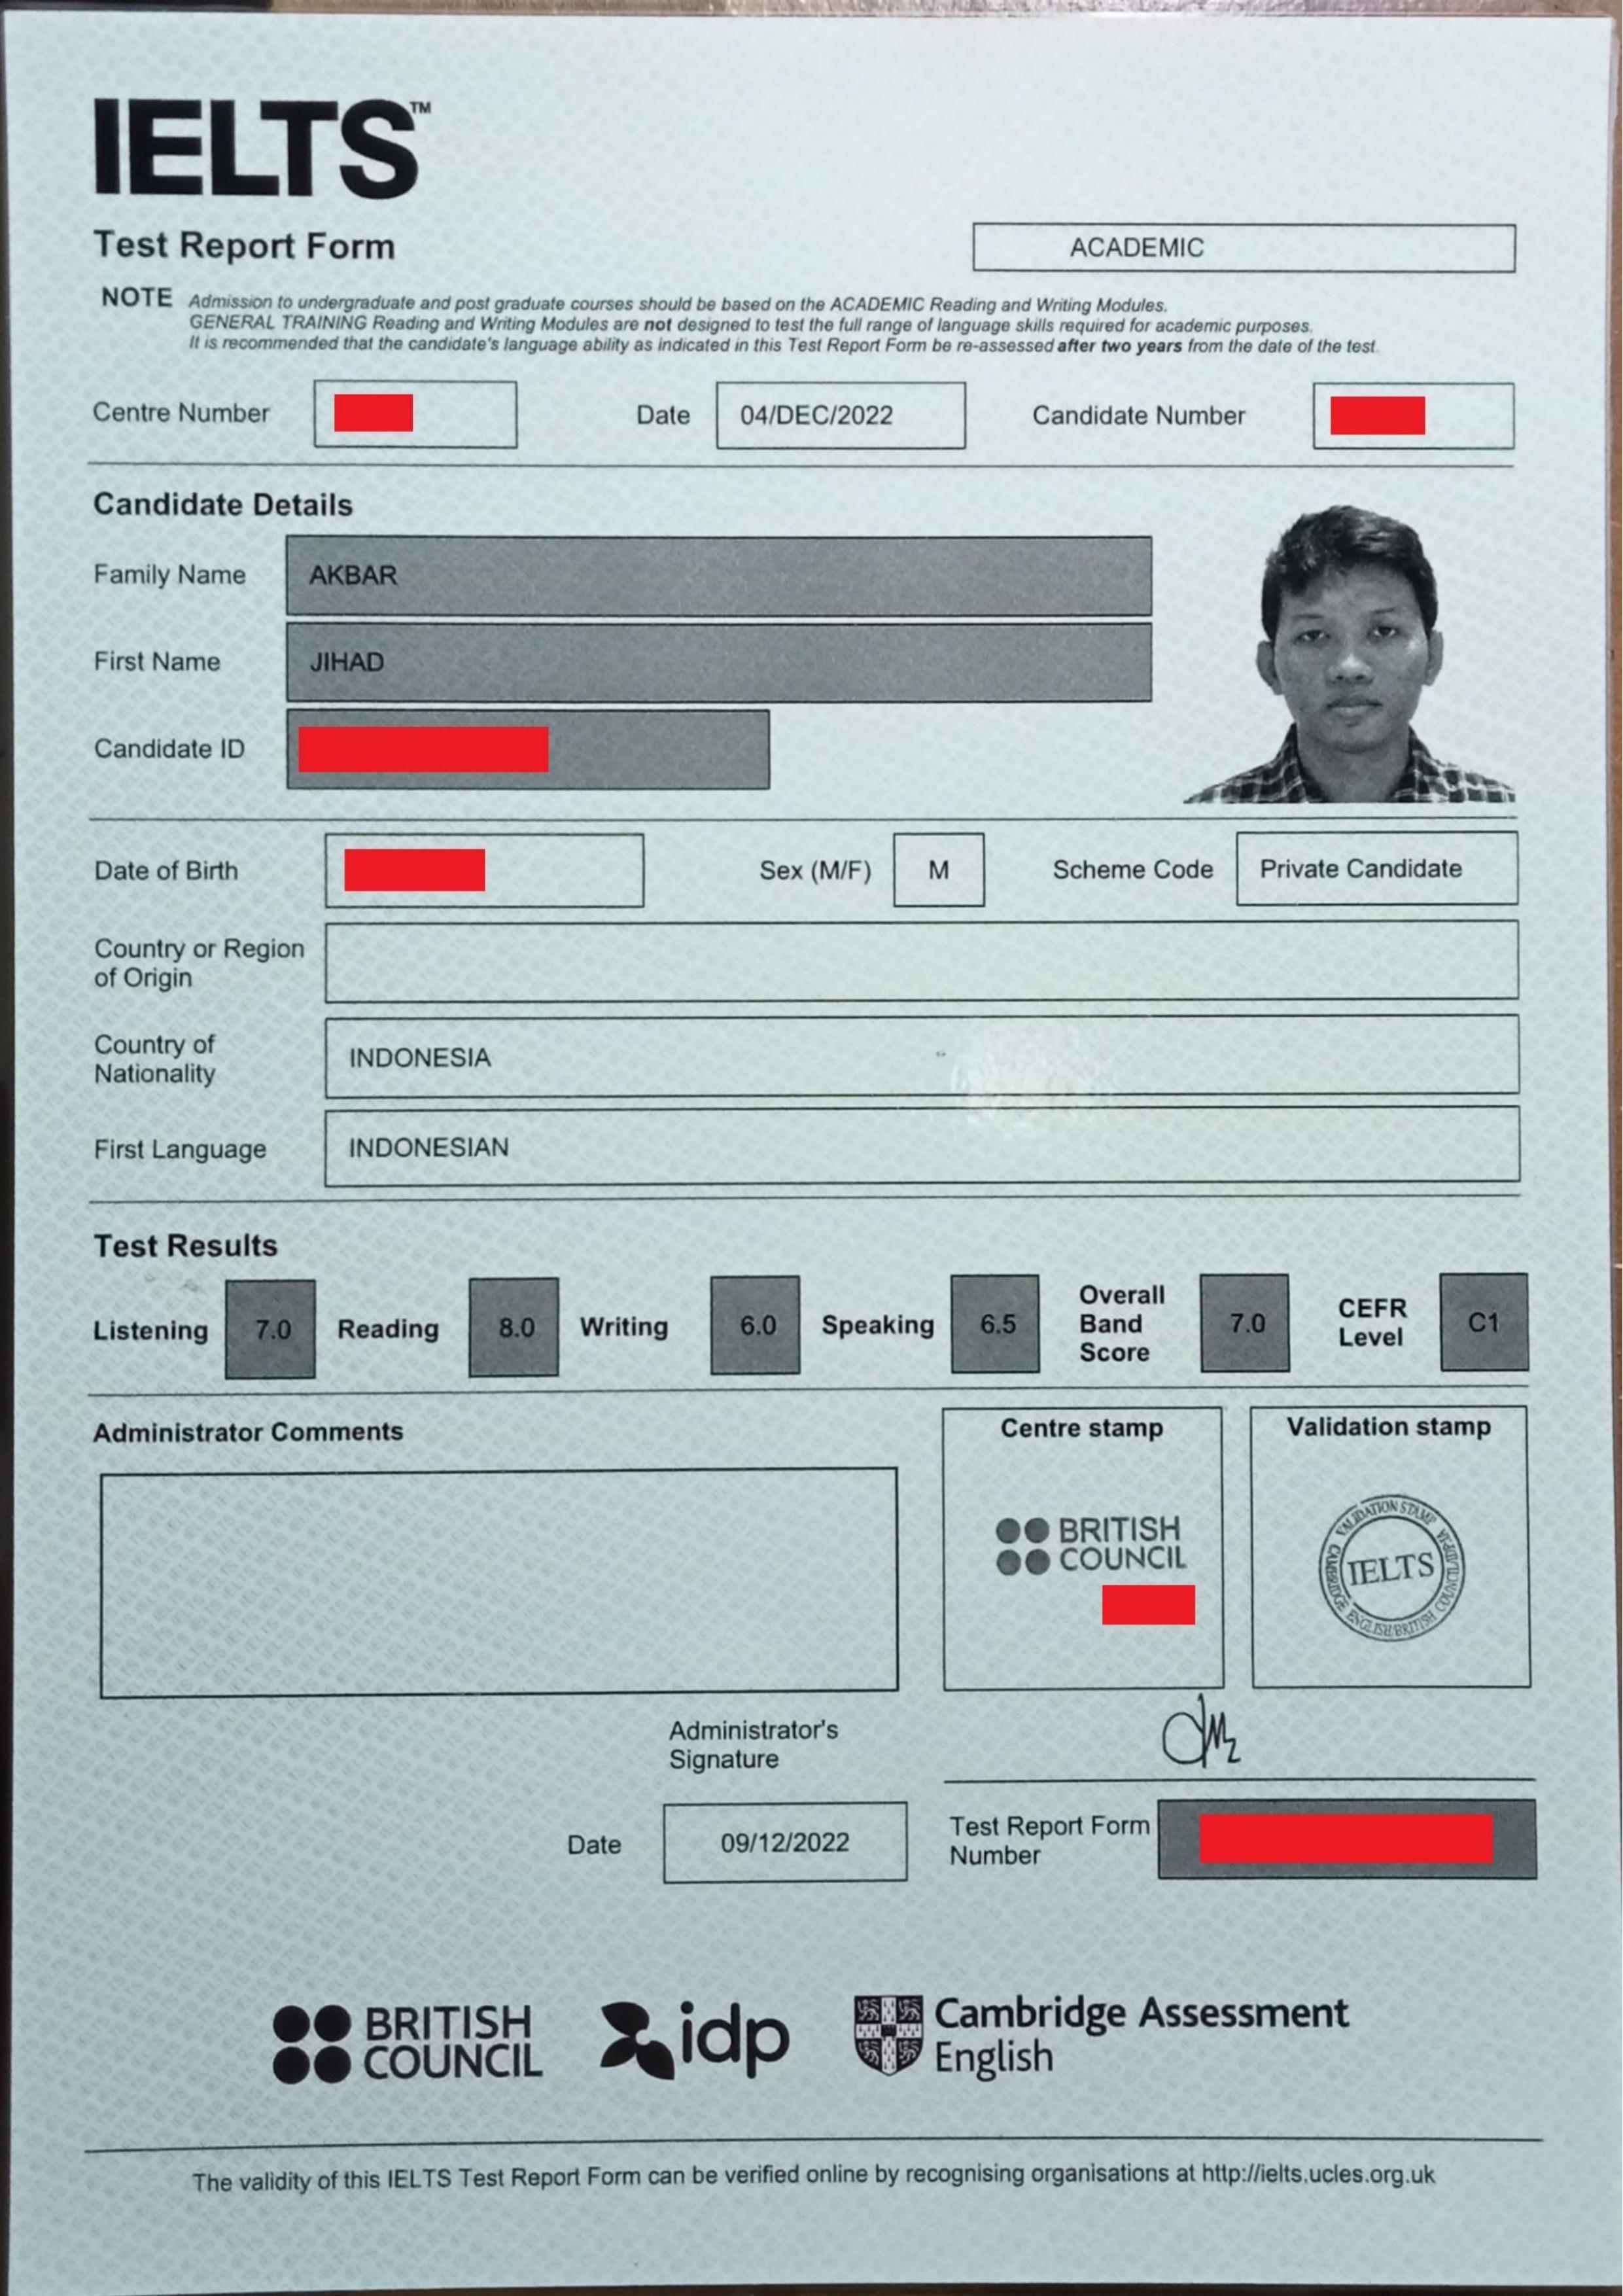 IELTS™
Test Report Form
ACADEMIC
NOTE Admission to undergraduate and post graduate courses should be based on the ACADEMIC Reading and Writing Modules.
GENERAL TRAINING Reading and Writing Modules are not designed to test the full range of language skills required for academic purposes.
It is recommended that the candidate's language ability as indicated in this Test Report Form be re-assessed after two years from the date of the test.
Centre Number Date 04/DEC/2022 Candidate Number
Candidate Details
Family Name AKBAR
First Name JIHAD
Candidate ID
Date of Birth Sex (M/F) M Scheme Code Private Candidate
Country or Region
of Origin
Country of
Nationality
INDONESIA
First Language INDONESIAN
Test Results
Listening 7.0 Reading 8.0 Writing 6.0 Speaking 6.5
Overall
Band
Score
7.0
CEFR
Level
C1
Administrator Comments
Centre stamp
BRITISH
COUNCIL
Validation stamp
VALIDATION STAMP
IELTS
CAMBRIDGE ENGLISH/BRITISH COUNCIL/IDP:IA
Administrator's
Signature
Date 09/12/2022
Test Report Form
Number
BRITISH
COUNCIL
idp
Cambridge Assessment
English
The validity of this IELTS Test Report Form can be verified online by recognising organisations at http://ielts.ucles.org.uk